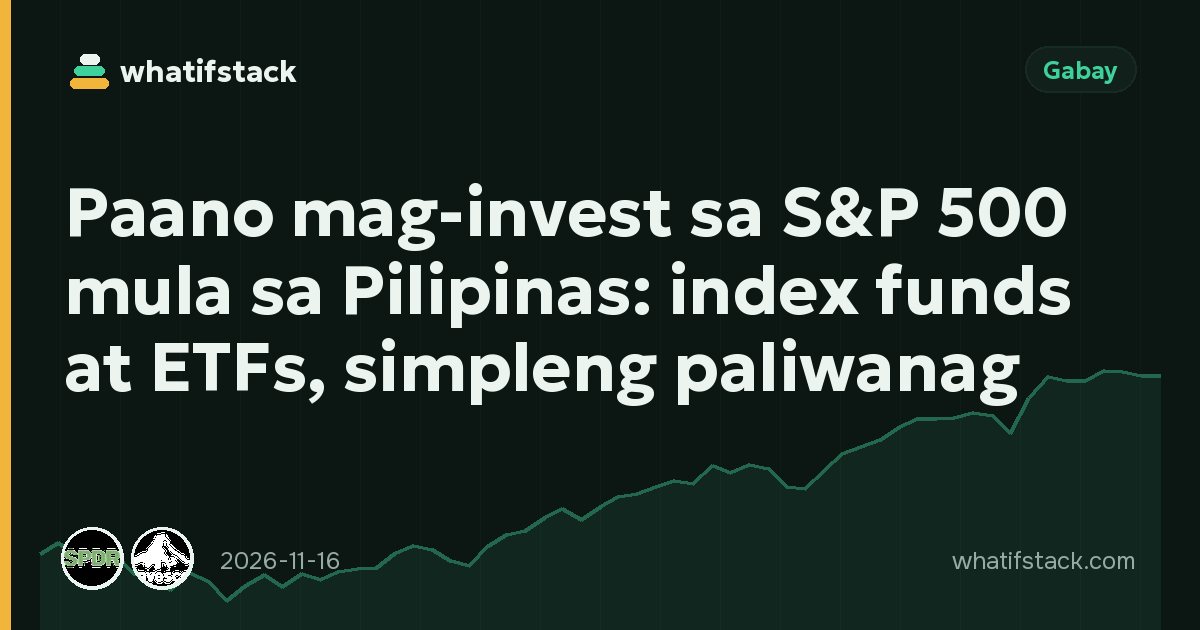 whatifstack
Gabay
Paano mag-invest sa S&P 500
mula sa Pilipinas: index funds
at ETFs, simpleng paliwanag
SPDR
2026-11-16
whatifstack.com